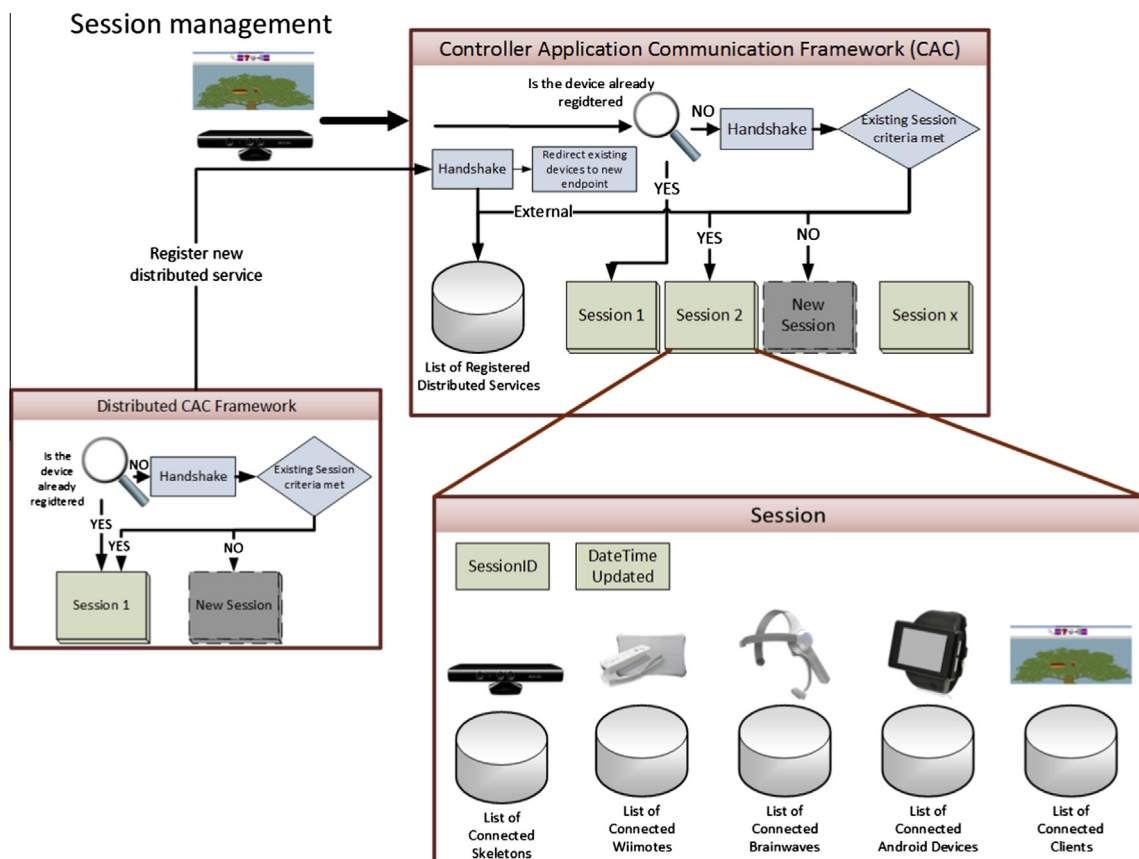 Session management
Controller Application Communication Framework (CAC)
Is the device already
regidtered
NO
Handshake
Existing Session
criteria met
Handshake
Redirect existing
devices to new
endpoint
YES
External
YES
NO
Register new
distributed service
Session 1
Session 2
New
Session
Session x
List of Registered
Distributed Services
Distributed CAC Framework
Is the
device
already
regidtered
NO
Handshake
Existing Session
criteria met
YES
YES
NO
Session 1
New Session
Session
SessionID
DateTime
Updated
List of
Connected
Skeletons
List of
Connected
Wiimotes
List of
Connected
Brainwaves
List of
Connected
Android Devices
List of
Connected
Clients